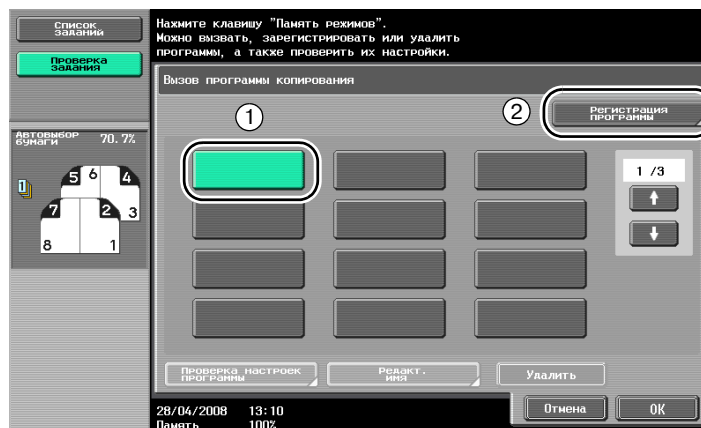 Список
задании
Проверка
задания
Нажмите клавишу "Память режимов".
Можно вызвать, зарегистрировать или удалить
программы, а также проверить их настройки.
Вызов программы копирования
1
2
Регистрация
программы
Автовыбор
бумаги
70.7%
1
5
6
4
7
2
3
8
1
1 /3
Проверка настроек
программы
Редакт.
имя
Удалить
Отмена
OK
28/04/2008 13:10
Память 100%